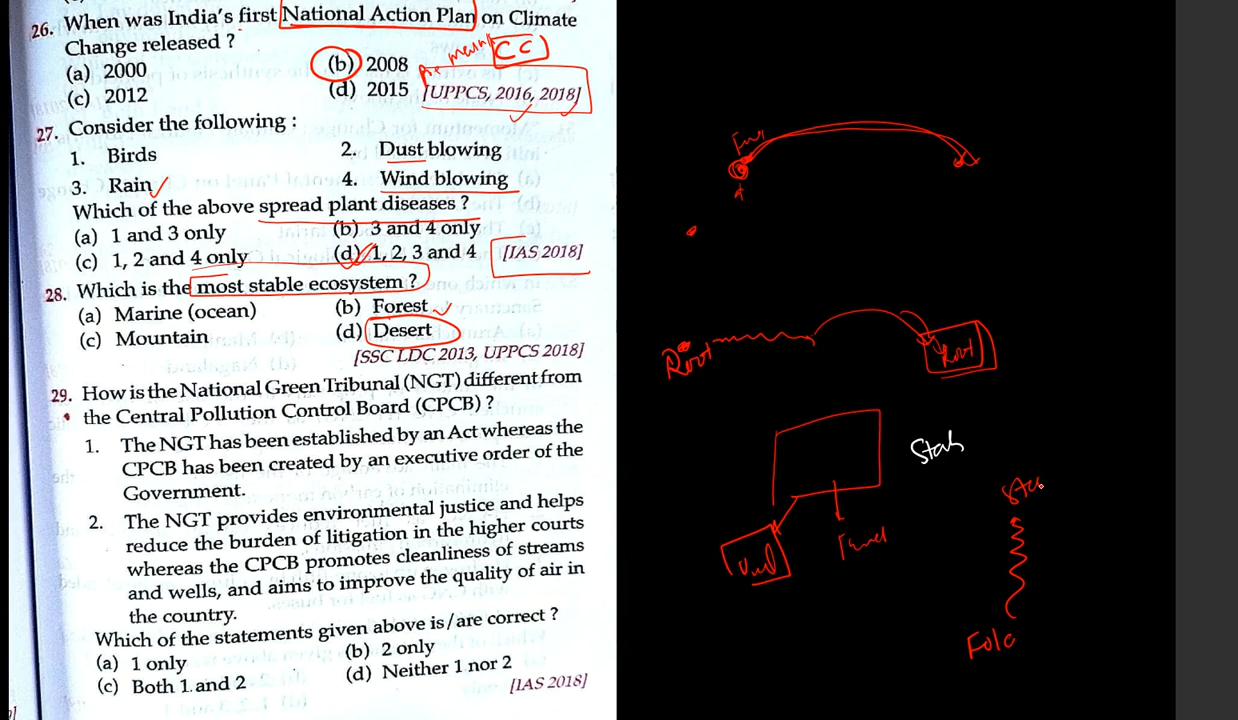 26. When was India's first National Action Plan on Climate
Change released ?
(a) 2000
(b) 2008
(c) 2012
(d) 2015 [UPPCS, 2016, 2018]
CC
27. Consider the following :
1. Birds
2. Dust blowing
3. Rain
4. Wind blowing
Which of the above spread plant diseases ?
(a) 1 and 3 only
(b) 3 and 4 only
(c) 1, 2 and 4 only
(d) 1, 2, 3 and 4 [IAS 2018]
28. Which is the most stable ecosystem ?
(a) Marine (ocean)
(b) Forest
(c) Mountain
(d) Desert
[SSC LDC 2013, UPPCS 2018]
29. How is the National Green Tribunal (NGT) different from
the Central Pollution Control Board (CPCB) ?
1. The NGT has been established by an Act whereas the
CPCB has been created by an executive order of the
Government.
2. The NGT provides environmental justice and helps
reduce the burden of litigation in the higher courts
whereas the CPCB promotes cleanliness of streams
and wells, and aims to improve the quality of air in
the country.
Which of the statements given above is/are correct ?
(a) 1 only
(b) 2 only
(c) Both 1 and 2
(d) Neither 1 nor 2
[IAS 2018]
Root
Root